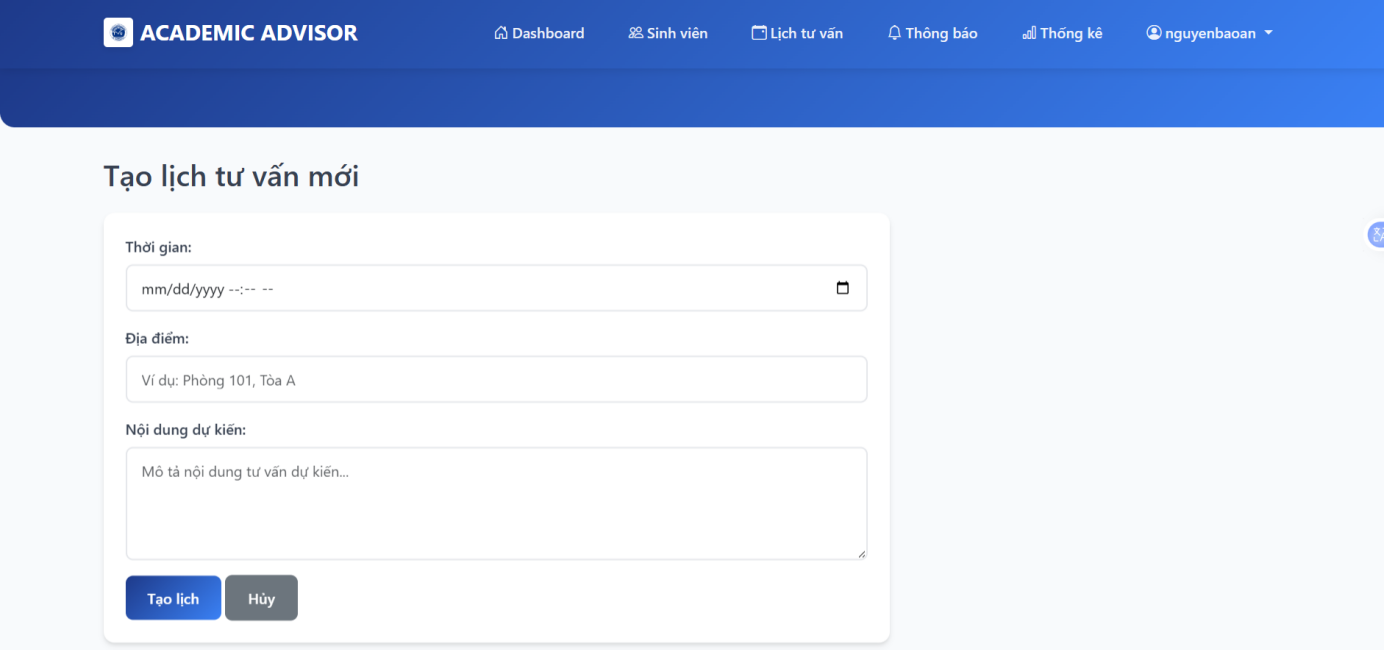 ACADEMIC ADVISOR Dashboard Sinh viên Lịch tư vấn Thông báo Thống kê nguyenbaoan
Tạo lịch tư vấn mới
Thời gian:
mm/dd/yyyy --:-- --
Địa điểm:
Ví dụ: Phòng 101, Tòa A
Nội dung dự kiến:
Mô tả nội dung tư vấn dự kiến...
Tạo lịch Hủy